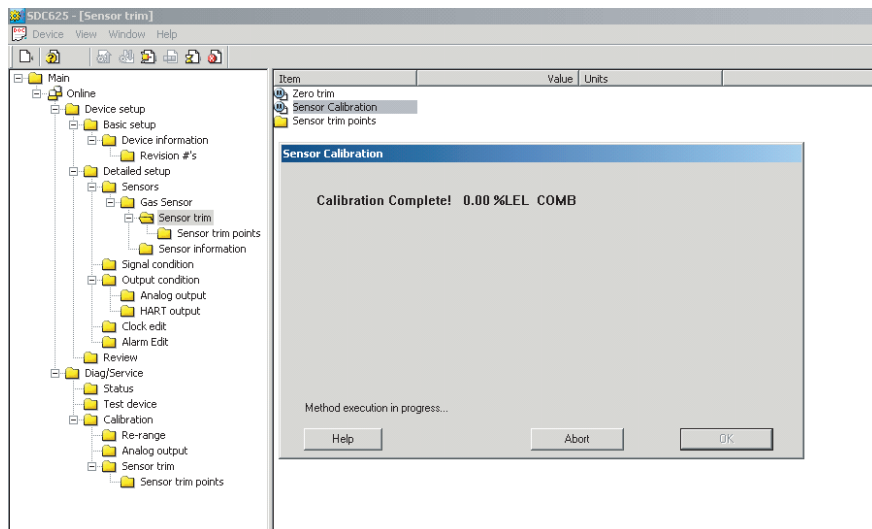 SDC625 - [Sensor trim]
Device View Window Help
Main
Online
Device setup
Basic setup
Device information
Revision #'s
Detailed setup
Sensors
Gas Sensor
Sensor trim
Sensor trim points
Sensor information
Signal condition
Output condition
Analog output
HART output
Clock edit
Alarm Edit
Review
Diag/Service
Status
Test device
Calibration
Re-range
Analog output
Sensor trim
Sensor trim points
Item Value Units
Zero trim
Sensor Calibration
Sensor trim points
Sensor Calibration
Calibration Complete! 0.00 %LEL COMB
Method execution in progress...
Help Abort OK